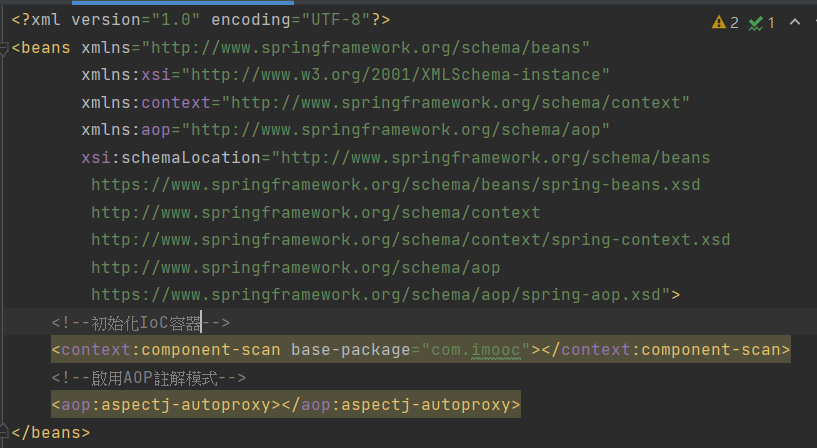 <?xml version="1.0" encoding="UTF-8"?>
2 1
<beans xmlns="http://www.springframework.org/schema/beans"
xmlns:xsi="http://www.w3.org/2001/XMLSchema-instance"
xmlns:context="http://www.springframework.org/schema/context"
xmlns:aop="http://www.springframework.org/schema/aop"
xsi:schemaLocation="http://www.springframework.org/schema/beans
https://www.springframework.org/schema/beans/spring-beans.xsd
http://www.springframework.org/schema/context
http://www.springframework.org/schema/context/spring-context.xsd
http://www.springframework.org/schema/aop
https://www.springframework.org/schema/aop/spring-aop.xsd">
<!--初始化IoC容器-->
<context:component-scan base-package="com.imooc"></context:component-scan>
<!--啟用AOP註解模式-->
<aop:aspectj-autoproxy></aop:aspectj-autoproxy>
</beans>